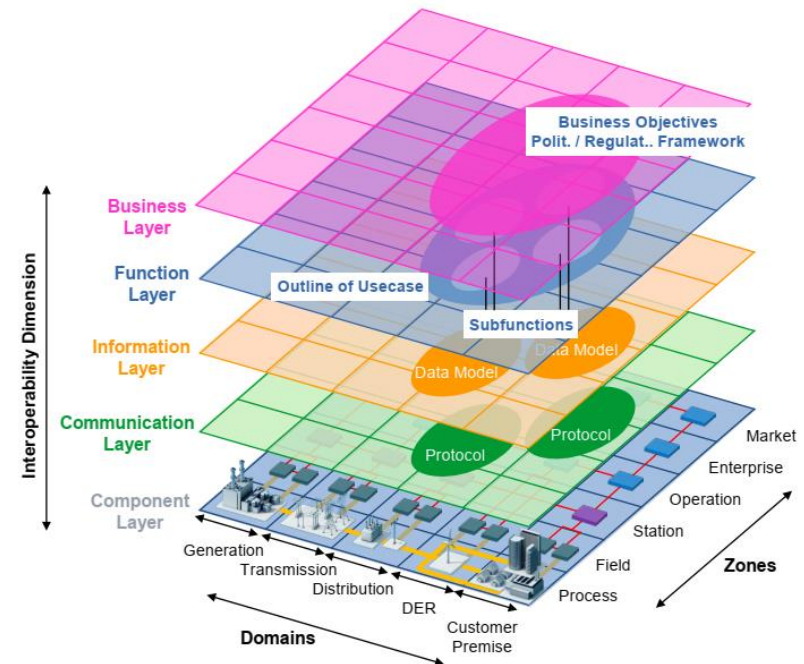 Business Objectives
Polit. / Regulat.. Framework
Business
Layer
Function
Layer
Outline of Usecase
Subfunctions
Information
Layer
Data Model
Data Model
Communication
Layer
Protocol
Protocol
Component
Layer
Interoperability Dimension
Generation
Transmission
Distribution
DER
Customer
Premise
Domains
Market
Enterprise
Operation
Station
Field
Process
Zones